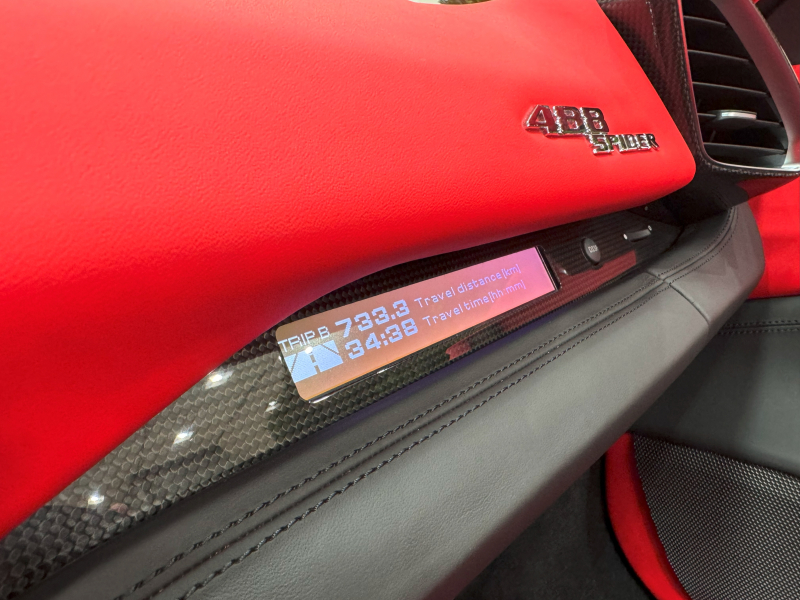 488
SPIDER
TRIP B
733.3 Travel distance[km]
34:38 Travel time[hh:mm]